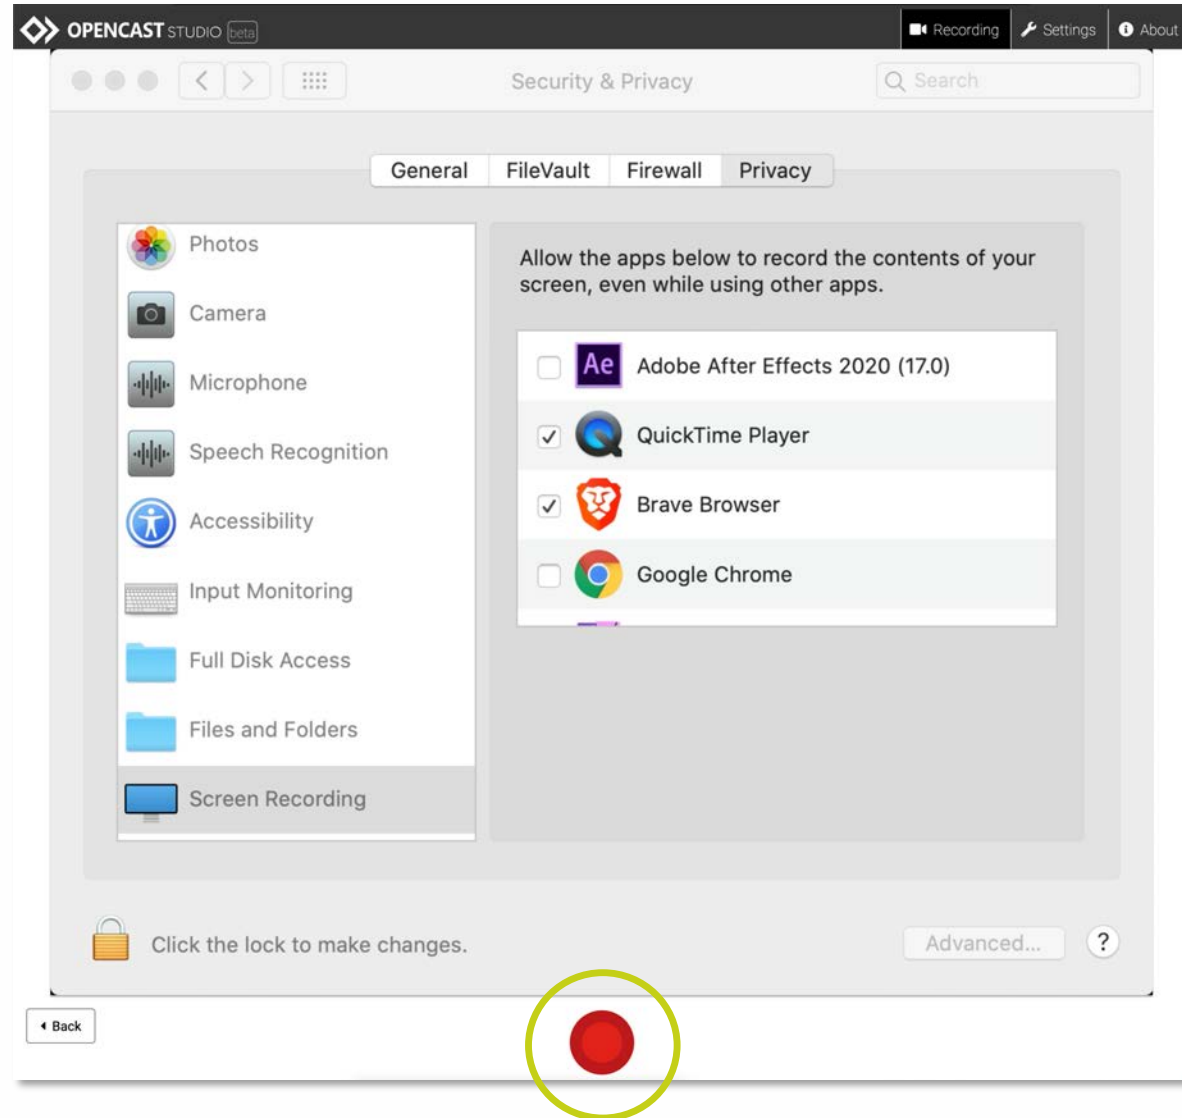 OPENCAST STUDIO beta
Recording
Settings
About
Security & Privacy
Search
General
FileVault
Firewall
Privacy
Photos
Camera
Microphone
Speech Recognition
Accessibility
Input Monitoring
Full Disk Access
Files and Folders
Screen Recording
Allow the apps below to record the contents of your
screen, even while using other apps.
Ae
Adobe After Effects 2020 (17.0)
QuickTime Player
Brave Browser
Google Chrome
Click the lock to make changes.
Advanced...
?
Back